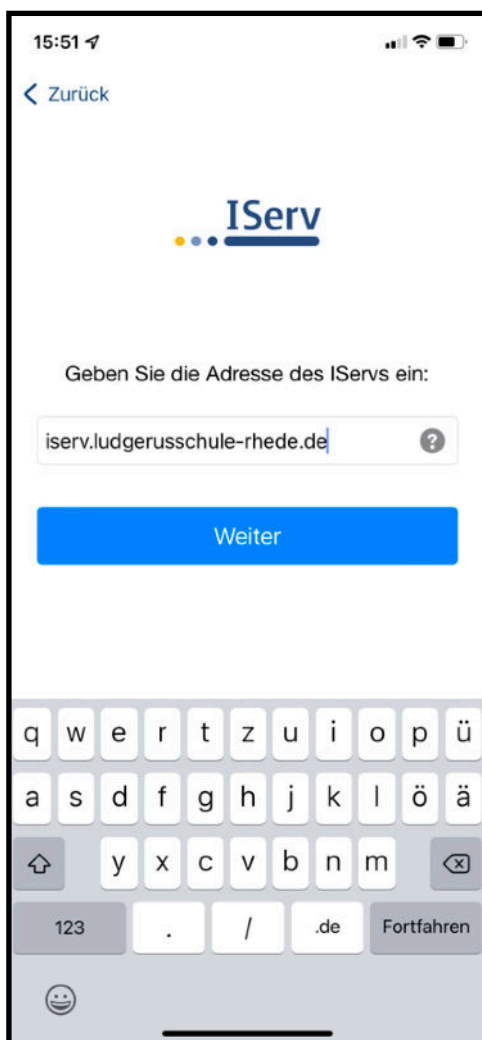 15:51
Zurück
IServ
Geben Sie die Adresse des IServs ein:
iserv.ludgerusschule-rhede.de
?
Weiter
q w e r t z u i o p ü
a s d f g h j k l ö ä
y x c v b n m
123 . / .de Fortfahren